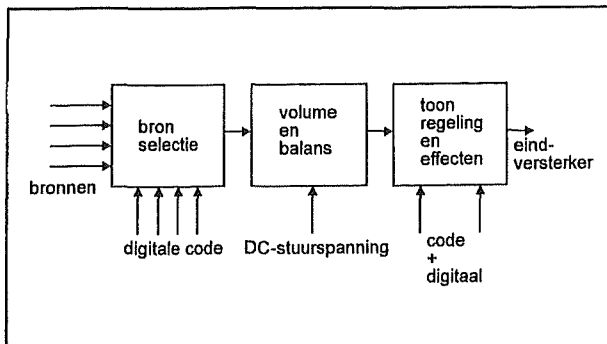 bronnen
bron
selectie
digitale code
volume
en
balans
DC-stuurspanning
toon
regeling
en
effecten
code
+
digitaal
eind-
versterker